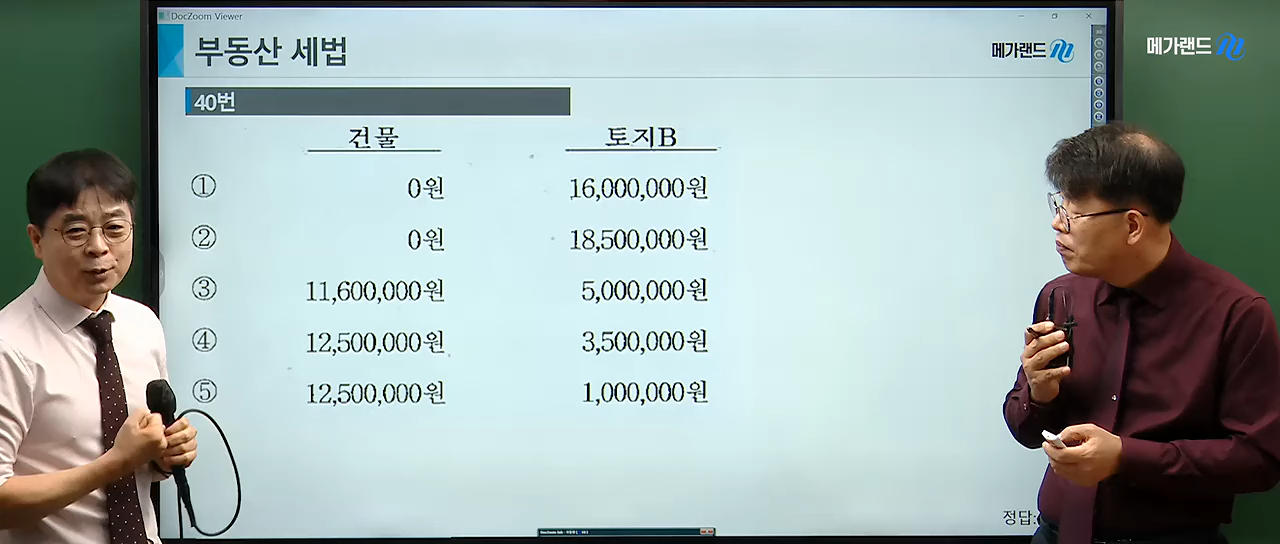 DocZoom Viewer
부동산 세법
메가랜드
메가랜드
40번
건물 토지B
① 0원 16,000,000원
② 0원 18,500,000원
③ 11,600,000원 5,000,000원
④ 12,500,000원 3,500,000원
⑤ 12,500,000원 1,000,000원
정답: